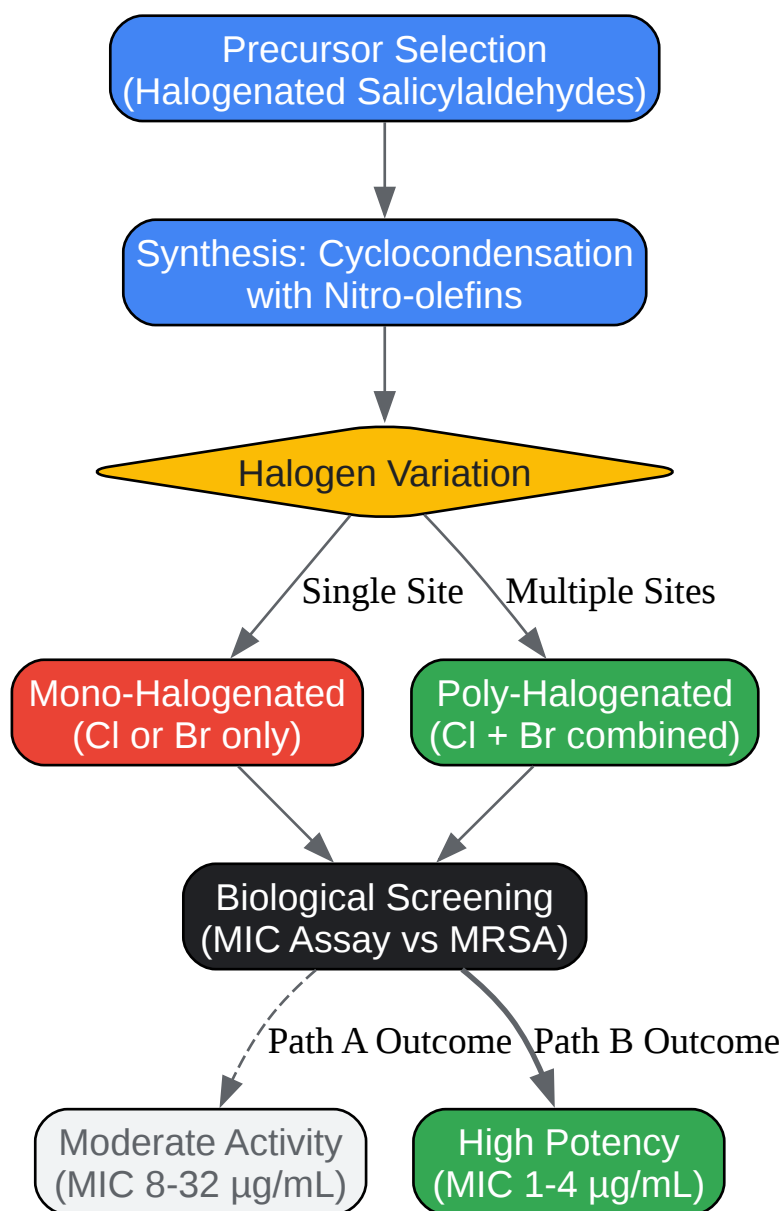 Precursor Selection
(Halogenated Salicylaldehydes)
Synthesis: Cyclocondensation
with Nitro-olefins
Halogen Variation
Single Site
Multiple Sites
Mono-Halogenated
(Cl or Br only)
Poly-Halogenated
(Cl + Br combined)
Biological Screening
(MIC Assay vs MRSA)
Path A Outcome
Path B Outcome
Moderate Activity
(MIC 8-32 µg/mL)
High Potency
(MIC 1-4 µg/mL)